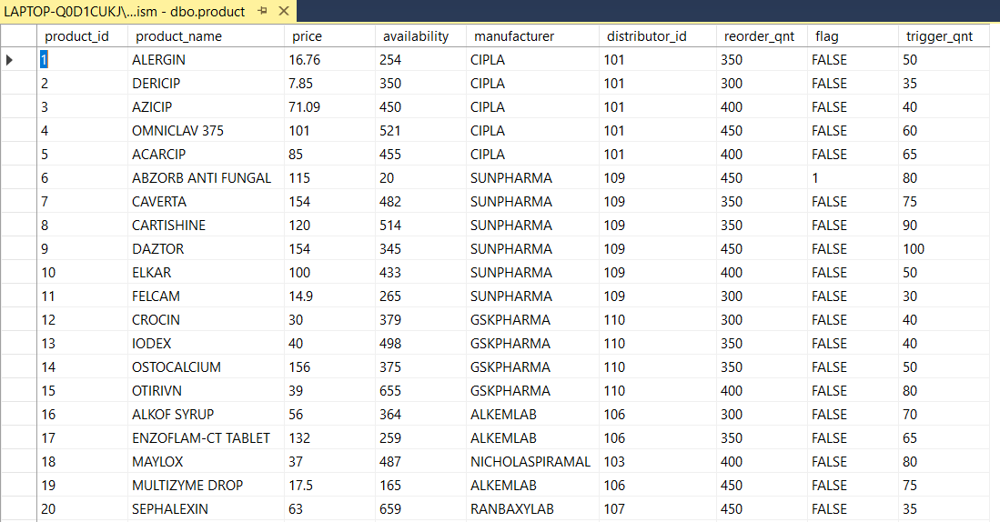 LAPTOP-Q0D1CUKJ\...ism - dbo.product
product_id product_name price availability manufacturer distributor_id reorder_qnt flag trigger_qnt
1 ALERGIN 16.76 254 CIPLA 101 350 FALSE 50
2 DERICIP 7.85 350 CIPLA 101 300 FALSE 35
3 AZICIP 71.09 450 CIPLA 101 400 FALSE 40
4 OMNICLAV 375 101 521 CIPLA 101 450 FALSE 60
5 ACARCIP 85 455 CIPLA 101 400 FALSE 65
6 ABZORB ANTI FUNGAL 115 20 SUNPHARMA 109 450 1 80
7 CAVERTA 154 482 SUNPHARMA 109 350 FALSE 75
8 CARTISHINE 120 514 SUNPHARMA 109 350 FALSE 90
9 DAZTOR 154 345 SUNPHARMA 109 450 FALSE 100
10 ELKAR 100 433 SUNPHARMA 109 400 FALSE 50
11 FELCAM 14.9 265 SUNPHARMA 109 300 FALSE 30
12 CROCIN 30 379 GSKPHARMA 110 300 FALSE 40
13 IODEX 40 498 GSKPHARMA 110 350 FALSE 40
14 OSTOCALCIUM 156 375 GSKPHARMA 110 350 FALSE 50
15 OTIRIVN 39 655 GSKPHARMA 110 400 FALSE 80
16 ALKOF SYRUP 56 364 ALKEMLAB 106 300 FALSE 70
17 ENZOFLAM-CT TABLET 132 259 ALKEMLAB 106 350 FALSE 65
18 MAYLOX 37 487 NICHOLASPIRAMAL 103 400 FALSE 80
19 MULTIZYME DROP 17.5 165 ALKEMLAB 106 450 FALSE 75
20 SEPHALEXIN 63 659 RANBAXYLAB 107 450 FALSE 35